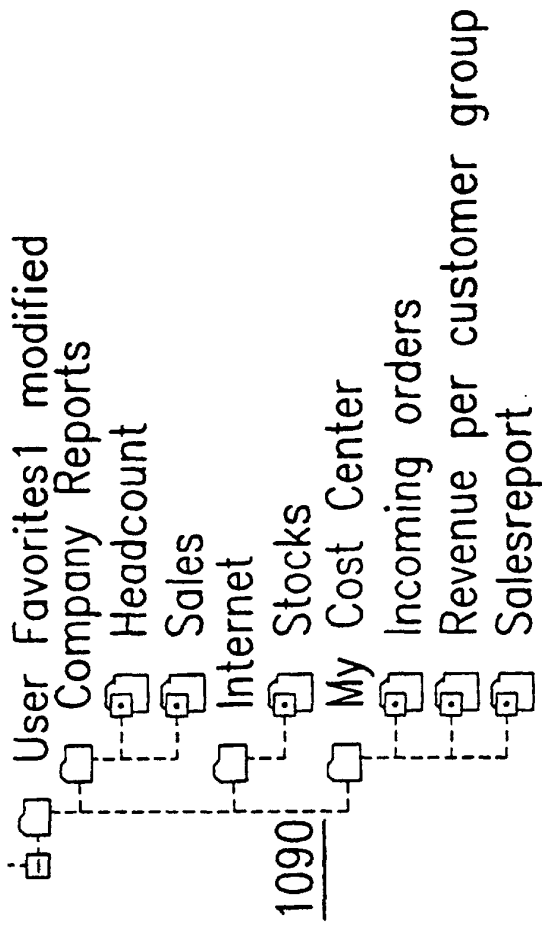 User Favorites1 modified
Company Reports
Headcount
Sales
Internet
Stocks
My Cost Center
Incoming orders
Revenue per customer group
Salesreport
1090